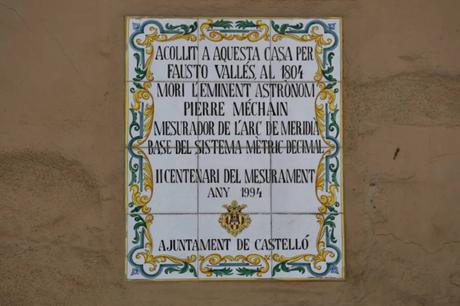 ACOLLIT A AQUESTA CASA PER
FAUSTO VALLÉS, AL 1804
MORÍ L'EMINENT ASTRÒNOM
PIERRE MÉCHAIN
MESURADOR DE L'ARC DE MERIDIÀ
BASE DEL SISTEMA MÈTRIC DECIMAL
II CENTENARI DEL MESURAMENT
ANY 1994
AJUNTAMENT DE CASTELLÓ